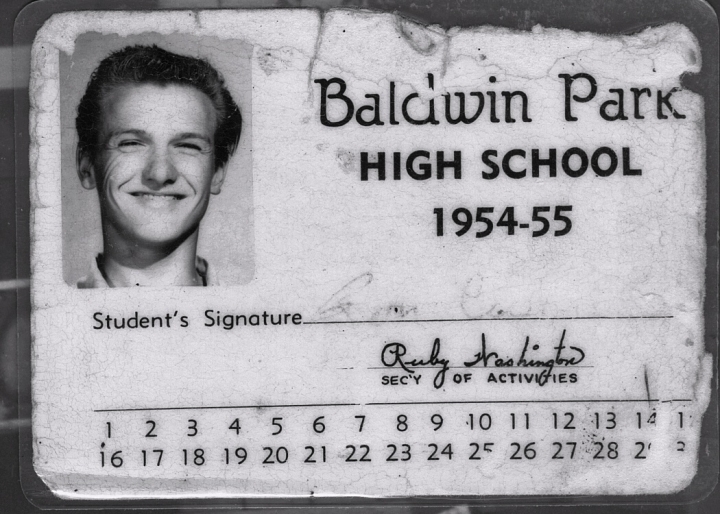 Baldwin Park
HIGH SCHOOL
1954-55
Student's Signature
Ruby Washington
SEC'Y OF ACTIVITIES
1 2 3 4 5 6 7 8 9 10 11 12 13 14
16 17 18 19 20 21 22 23 24 25 26 27 28